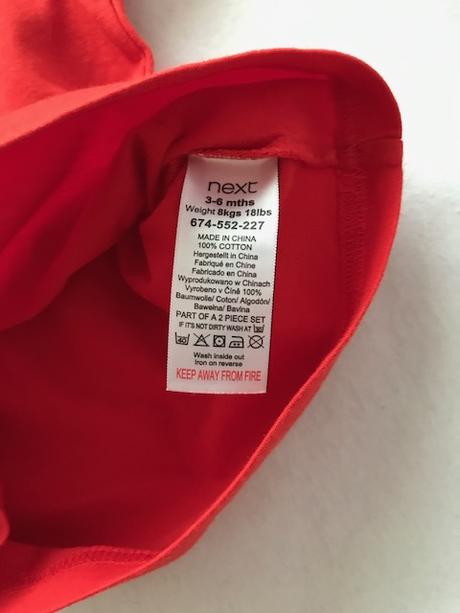 next
3-6 mths
Weight 8kgs 18lbs
674-552-227
MADE IN CHINA
100% COTTON
Hergestellt in China
Fabriqué en Chine
Fabricado en China
Wyprodukowano w Chinach
Vyrobeno v Číně 100%
Baumwolle/ Coton/ Algodón/
Bawełna/ Bavlna
PART OF A 2 PIECE SET
IF IT'S NOT DIRTY WASH AT 30
40
Wash inside out
Iron on reverse
KEEP AWAY FROM FIRE